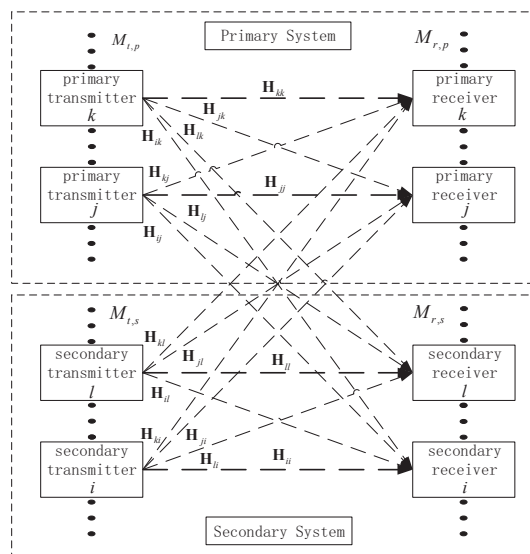 M_{t,p}
Primary System
M_{r,p}
primary
transmitter
k
H_{kk}
H_{jk}
H_{ik}
H_{lk}
primary
receiver
k
primary
transmitter
j
H_{kj}
H_{jj}
H_{lj}
H_{ij}
primary
receiver
j
M_{t,s}
M_{r,s}
secondary
transmitter
l
H_{kl}
H_{jl}
H_{ll}
H_{il}
secondary
receiver
l
secondary
transmitter
i
H_{ki}
H_{ji}
H_{li}
H_{ii}
secondary
receiver
i
Secondary System